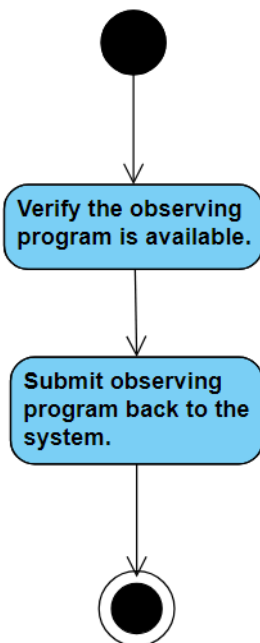 Verify the observing
program is available.
Submit observing
program back to the
system.